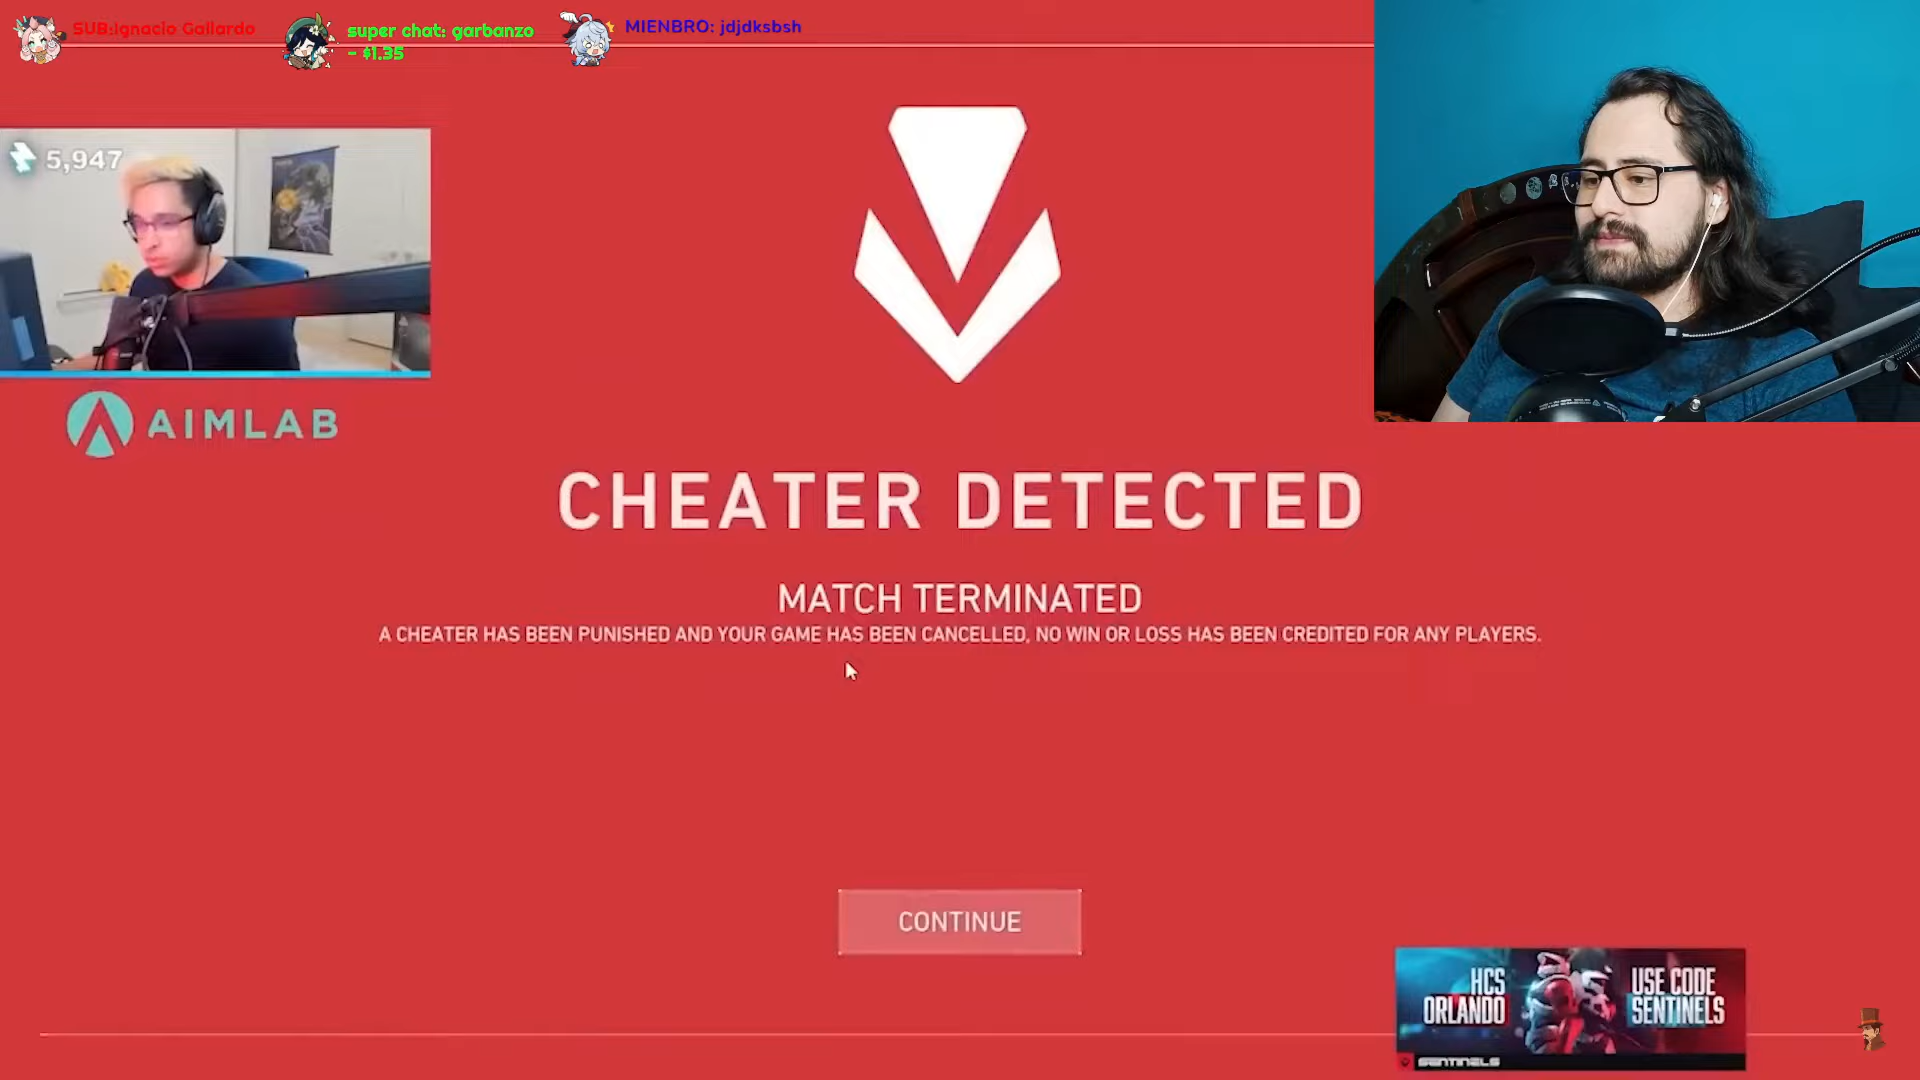 SUB:Ignacio Gallardo
super chat: garbanzo
- $1.35
MIENBRO: jdjdksbsh
5,947
AIMLAB
CHEATER DETECTED
MATCH TERMINATED
A CHEATER HAS BEEN PUNISHED AND YOUR GAME HAS BEEN CANCELLED, NO WIN OR LOSS HAS BEEN CREDITED FOR ANY PLAYERS.
CONTINUE
HCS
ORLANDO
USE CODE
SENTINELS
SENTINELS